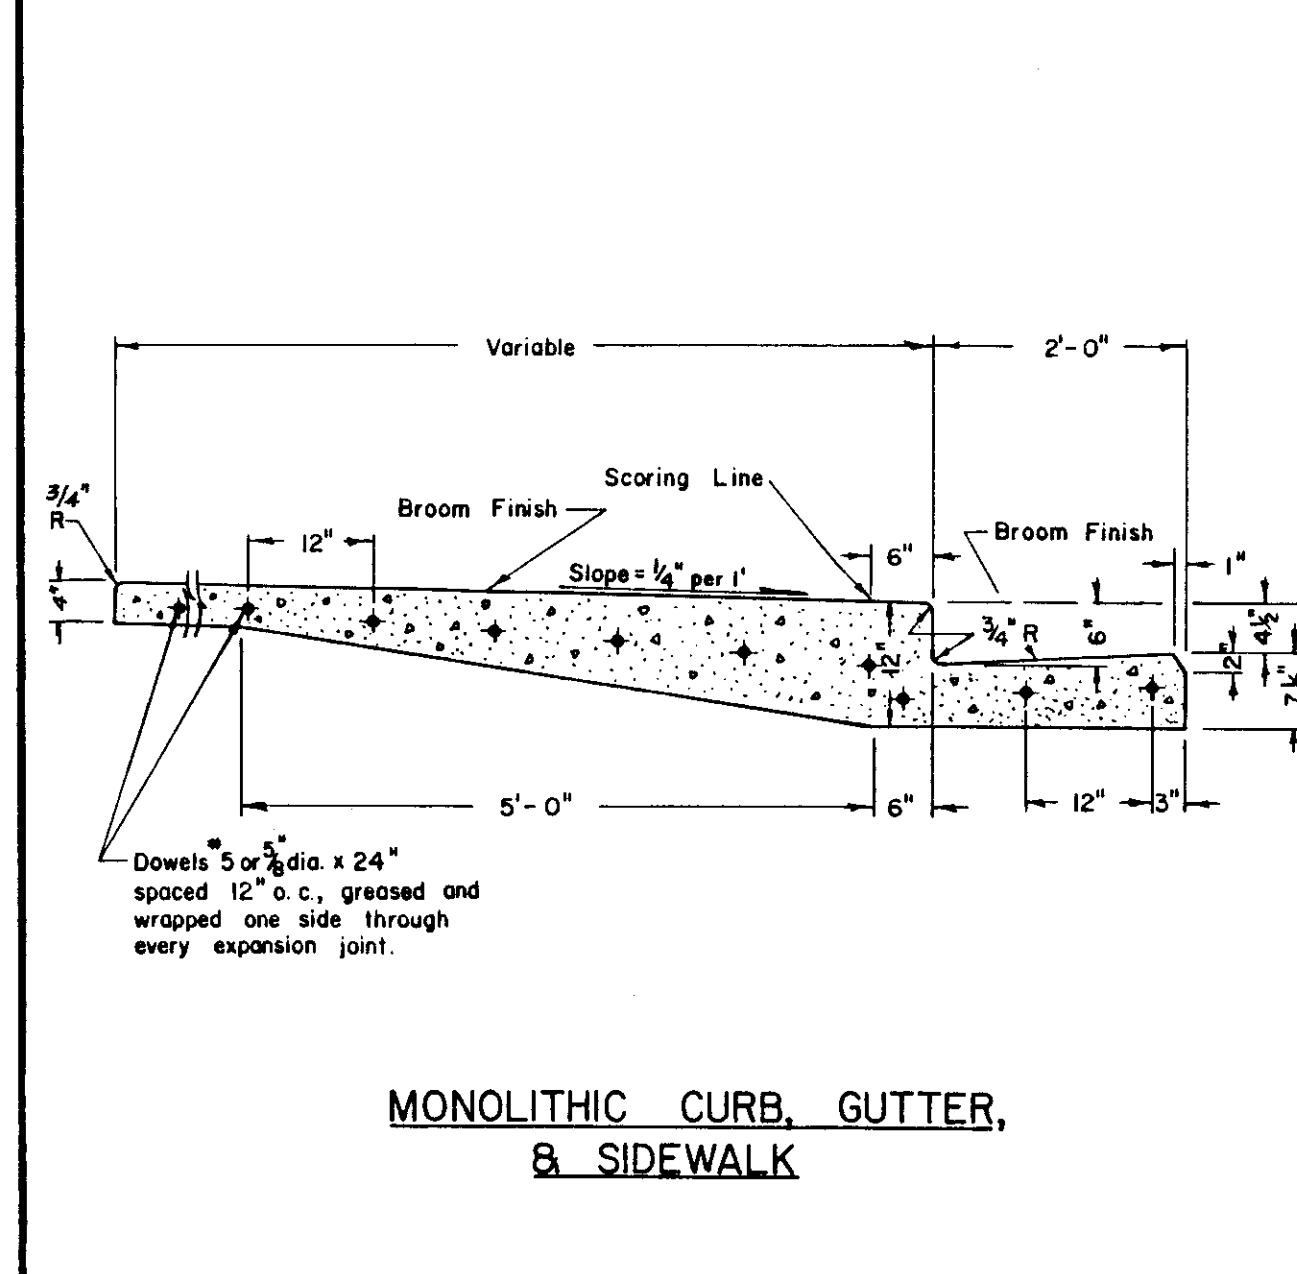 Variable
2'-0"
Scoring Line
3/4"
R
Broom Finish
Broom Finish
12"
6"
1"
Slope = 1/4" per 1'
4"
3/4" R
6"
4 1/2"
12"
2"
5'-0"
6"
12"
3"
Dowels #5 or 5/8" dia. x 24"
spaced 12" o.c., greased and
wrapped one side through
every expansion joint.
MONOLITHIC CURB, GUTTER,
& SIDEWALK